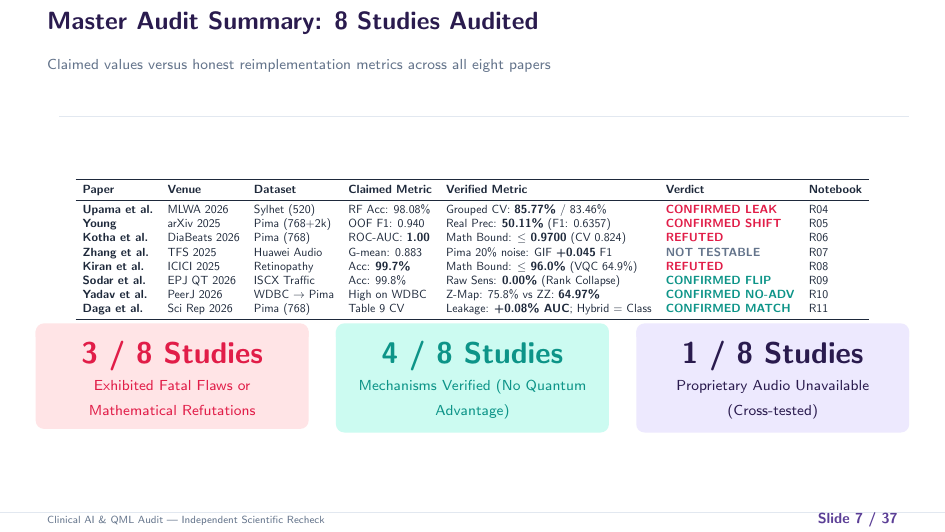 Master Audit Summary: 8 Studies Audited
Claimed values versus honest reimplementation metrics across all eight papers
Paper Venue Dataset Claimed Metric Verified Metric Verdict Notebook
Upama et al. MLWA 2026 Sylhet (520) RF Acc: 98.08% Grouped CV: 85.77% / 83.46% CONFIRMED LEAK R04
Young arXiv 2025 Pima (768+2k) OOF F1: 0.940 Real Prec: 50.11% (F1: 0.6357) CONFIRMED SHIFT R05
Kotha et al. DiaBeats 2026 Pima (768) ROC-AUC: 1.00 Math Bound: ≤ 0.9700 (CV 0.824) REFUTED R06
Zhang et al. TFS 2025 Huawei Audio G-mean: 0.883 Pima 20% noise: GIF +0.045 F1 NOT TESTABLE R07
Kiran et al. ICICI 2025 Retinopathy Acc: 99.7% Math Bound: ≤ 96.0% (VQC 64.9%) REFUTED R08
Sodar et al. EPJ QT 2026 ISCX Traffic Acc: 99.8% Raw Sens: 0.00% (Rank Collapse) CONFIRMED FLIP R09
Yadav et al. PeerJ 2026 WDBC → Pima High on WDBC Z-Map: 75.8% vs ZZ: 64.97% CONFIRMED NO-ADV R10
Daga et al. Sci Rep 2026 Pima (768) Table 9 CV Leakage: +0.08% AUC; Hybrid = Class CONFIRMED MATCH R11
3 / 8 Studies
Exhibited Fatal Flaws or
Mathematical Refutations
4 / 8 Studies
Mechanisms Verified (No Quantum
Advantage)
1 / 8 Studies
Proprietary Audio Unavailable
(Cross-tested)
Clinical AI & QML Audit — Independent Scientific Recheck
Slide 7 / 37